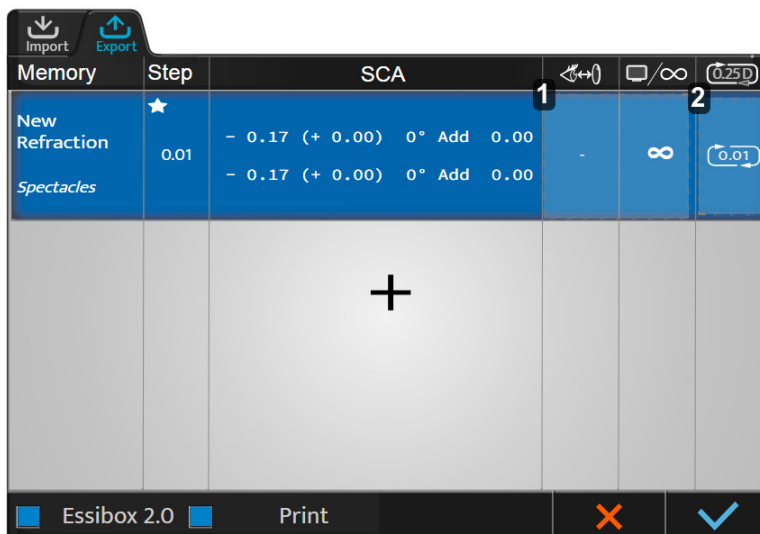 Import Export
Memory Step SCA /∞ 0.25 D
1 2
New
Refraction
Spectacles
0.01
- 0.17 (+ 0.00) 0° Add 0.00
- 0.17 (+ 0.00) 0° Add 0.00
- ∞ 0.01
+
Essibox 2.0 Print